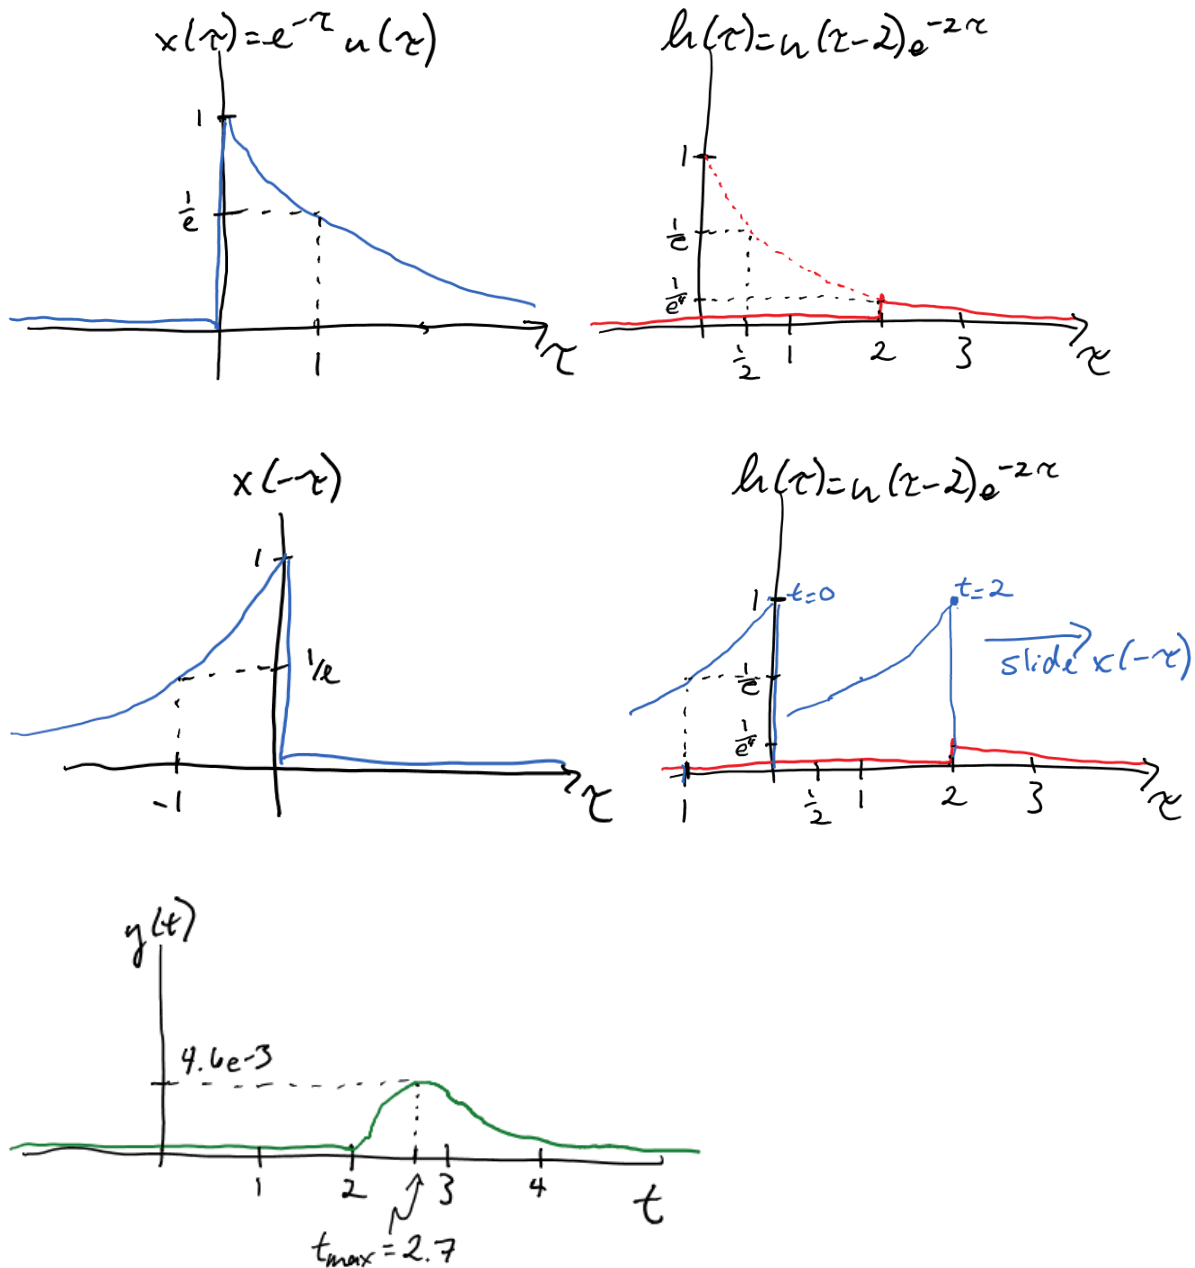 x(τ)=e^{-τ} u(τ)
1
1/e
1
τ
h(τ)=u(τ-2)e^{-2τ}
1
1/e
1/e⁴
1/2 1 2 3
τ
x(-τ)
1
1/e
-1
τ
h(τ)=u(τ-2)e^{-2τ}
1 t=0 t=2
slide x(-τ)
1/e
1/e⁴
1 1/2 1 2 3
τ
y(t)
4.6e-3
1 2 3 4
t
tmax=2.7